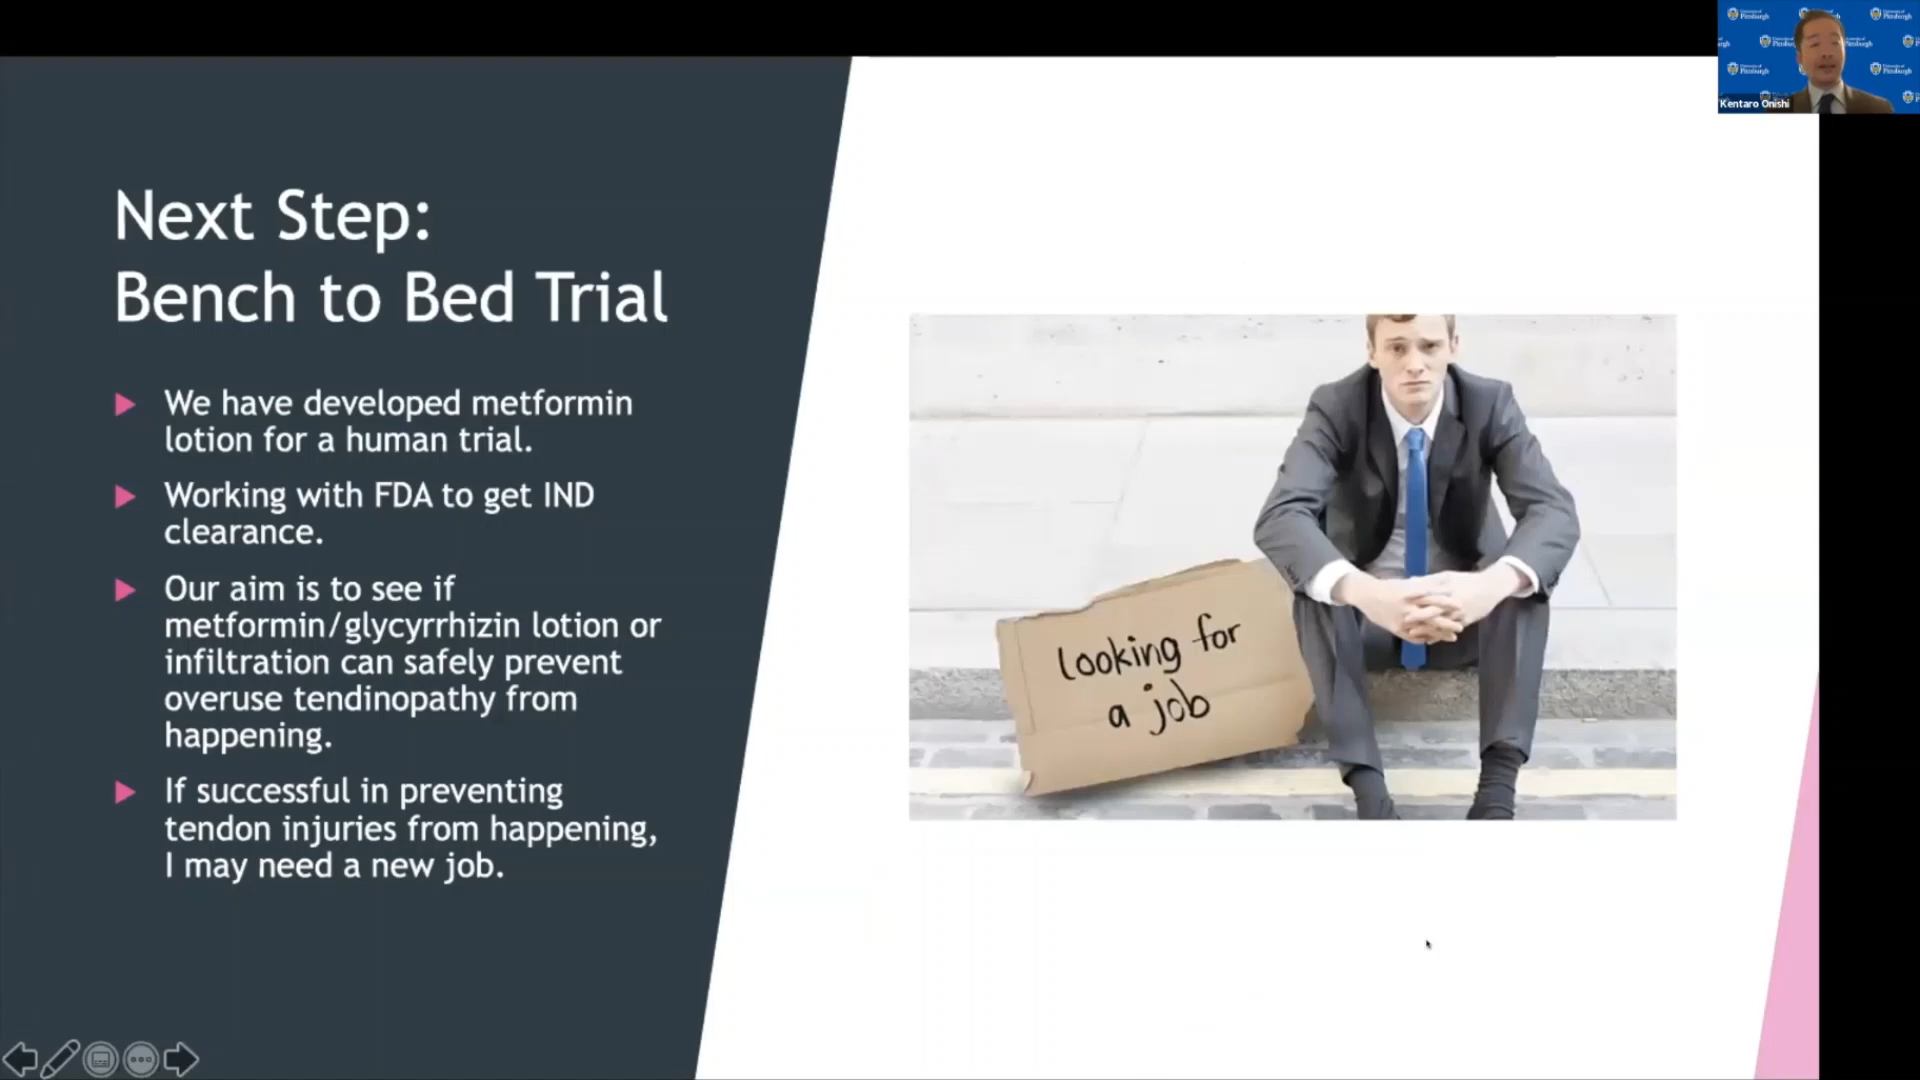 Next Step:
Bench to Bed Trial
We have developed metformin
lotion for a human trial.
Working with FDA to get IND
clearance.
Our aim is to see if
metformin/glycyrrhizin lotion or
infiltration can safely prevent
overuse tendinopathy from
happening.
If successful in preventing
tendon injuries from happening,
I may need a new job.
looking for
a job
Kentaro Onishi